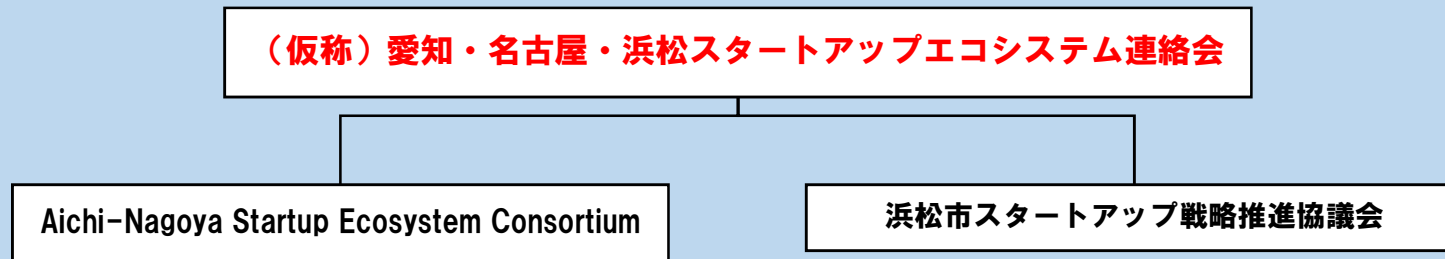 （仮称）愛知・名古屋・浜松スタートアップエコシステム連絡会
Aichi−Nagoya Startup Ecosystem Consortium
浜松市スタートアップ戦略推進協議会